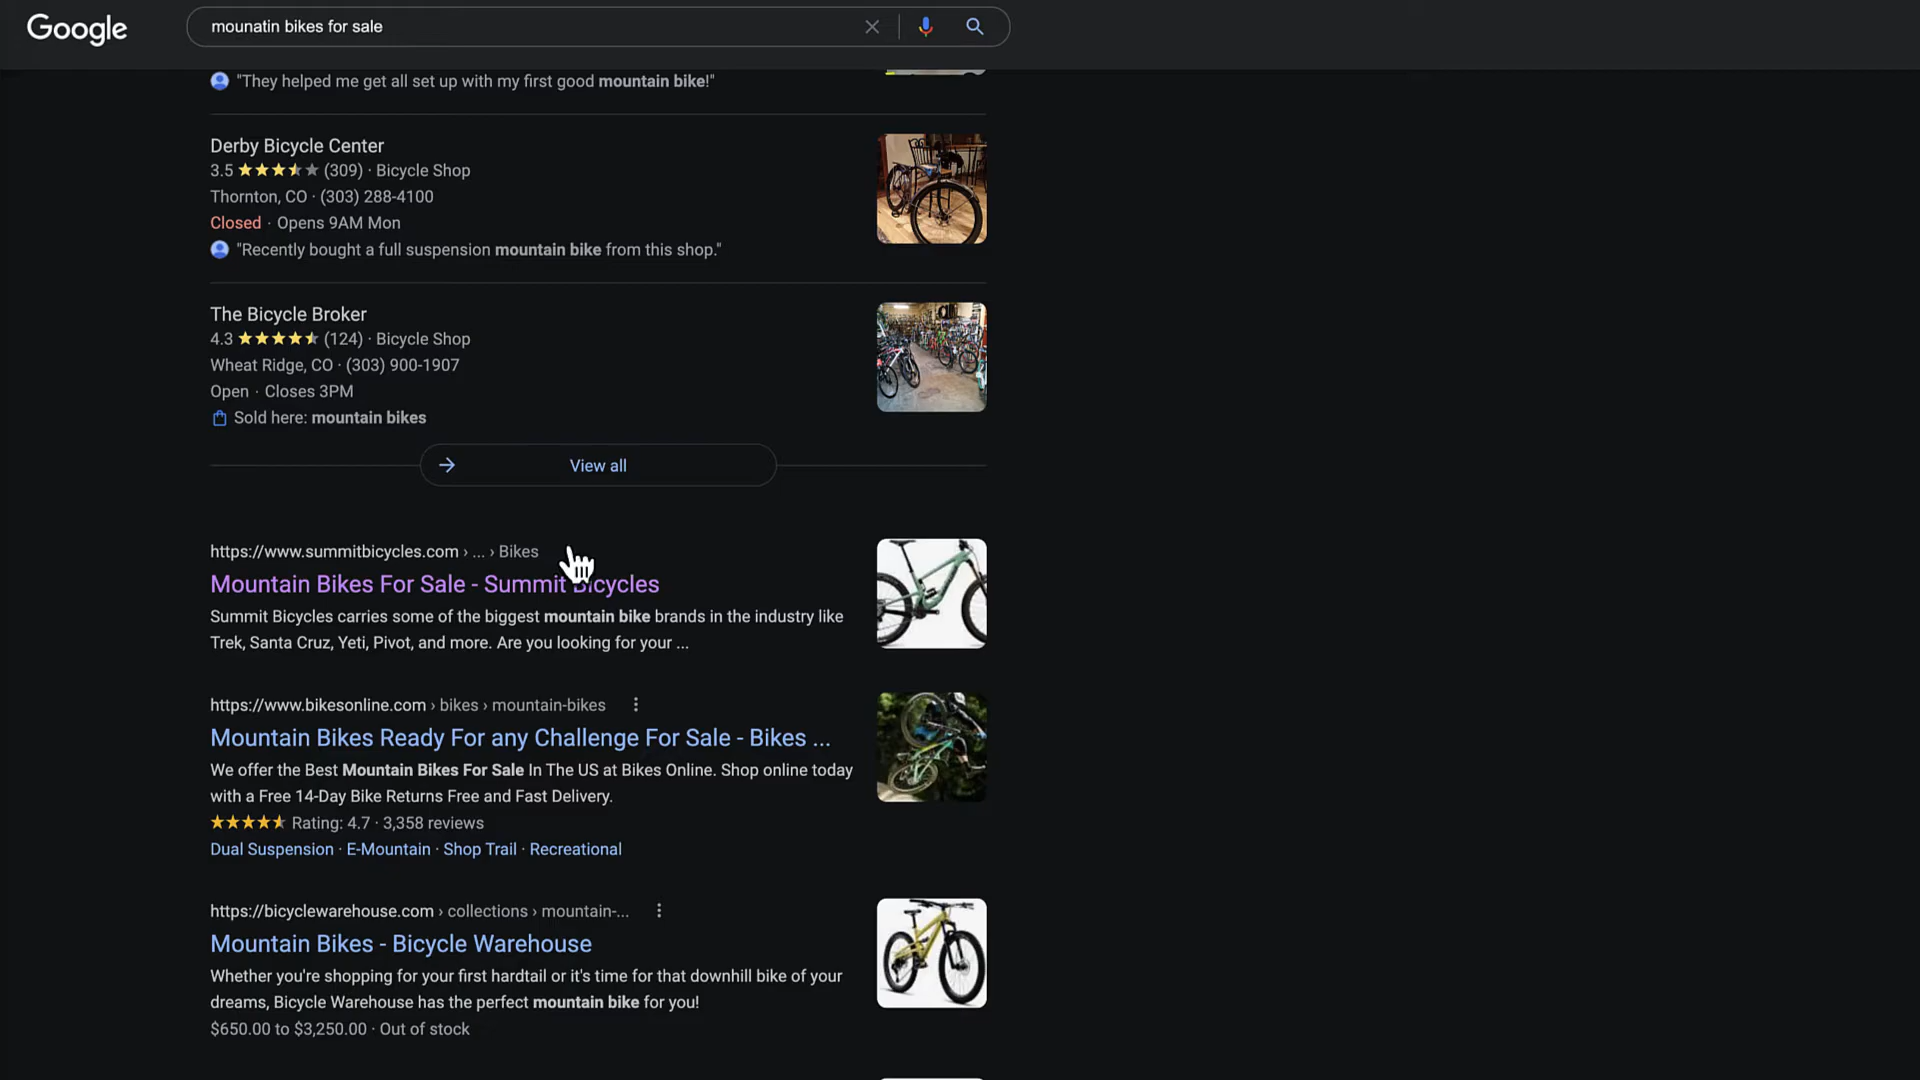 Google
mounatin bikes for sale
"They helped me get all set up with my first good mountain bike!"
Derby Bicycle Center
3.5 (309) · Bicycle Shop
Thornton, CO · (303) 288-4100
Closed · Opens 9AM Mon
"Recently bought a full suspension mountain bike from this shop."
The Bicycle Broker
4.3 (124) · Bicycle Shop
Wheat Ridge, CO · (303) 900-1907
Open · Closes 3PM
Sold here: mountain bikes
View all
https://www.summitbicycles.com › ... › Bikes
Mountain Bikes For Sale - Summit Bicycles
Summit Bicycles carries some of the biggest mountain bike brands in the industry like
Trek, Santa Cruz, Yeti, Pivot, and more. Are you looking for your ...
https://www.bikesonline.com › bikes › mountain-bikes
Mountain Bikes Ready For any Challenge For Sale - Bikes ...
We offer the Best Mountain Bikes For Sale In The US at Bikes Online. Shop online today
with a Free 14-Day Bike Returns Free and Fast Delivery.
Rating: 4.7 · 3,358 reviews
Dual Suspension · E-Mountain · Shop Trail · Recreational
https://bicyclewarehouse.com › collections › mountain-...
Mountain Bikes - Bicycle Warehouse
Whether you're shopping for your first hardtail or it's time for that downhill bike of your
dreams, Bicycle Warehouse has the perfect mountain bike for you!
$650.00 to $3,250.00 · Out of stock